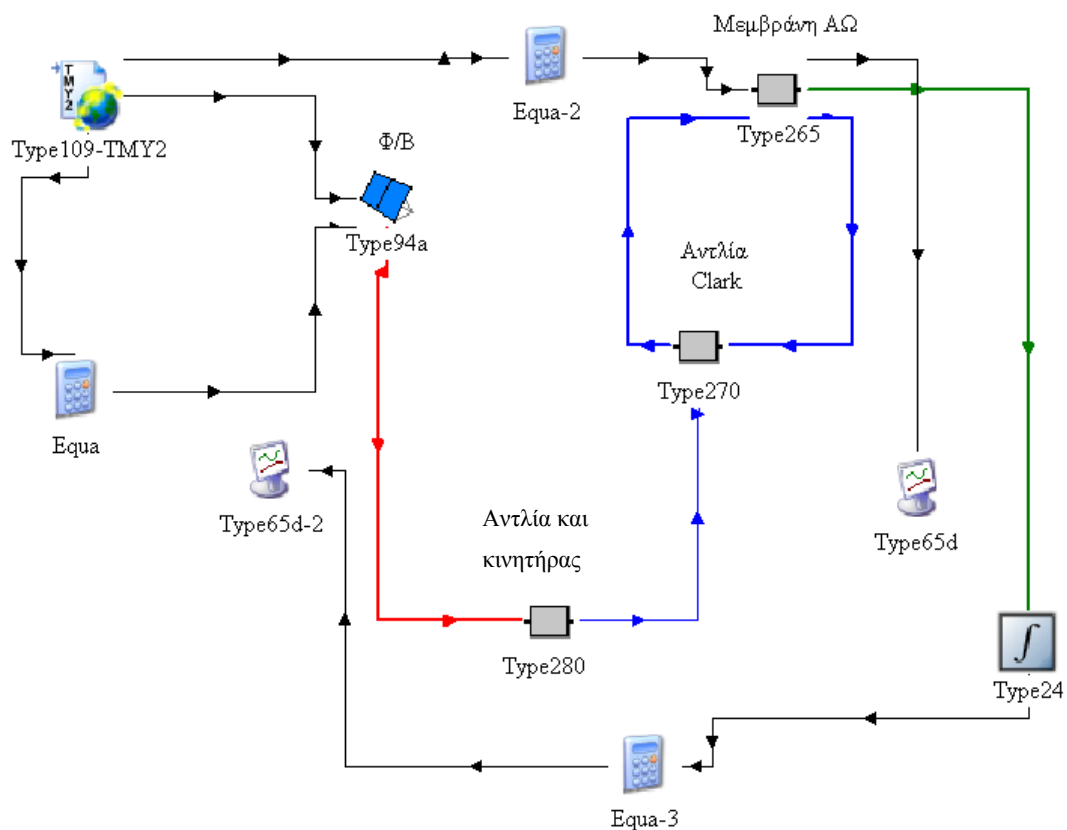 Μεμβράνη ΑΩ
TMY2
Equa-2
Type265
Type109-TMY2
Φ/Β
Type94a
Αντλία
Clark
Type270
Equa
Type65d-2
Αντλία και
κινητήρας
Type65d
Type280
∫
Type24
Equa-3